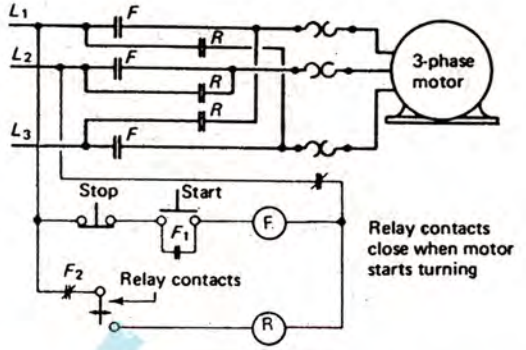 L1
F
R
L2
F
3-phase
motor
R
R
L3
F
Stop
Start
F1
F.
Relay contacts
close when motor
starts turning
F2
Relay contacts
R